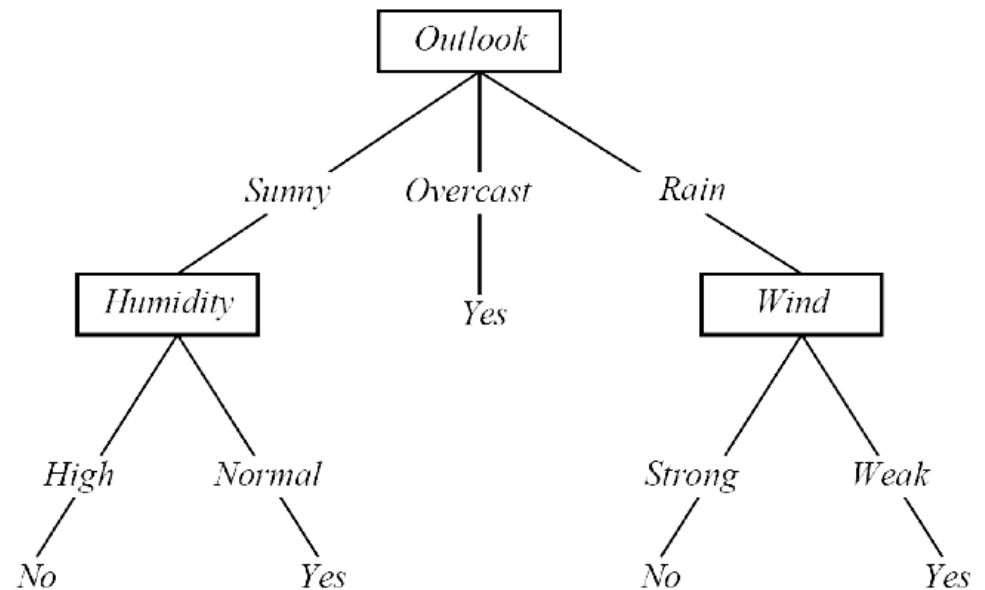 Outlook
Sunny Overcast Rain
Humidity Yes Wind
High Normal Strong Weak
No Yes No Yes